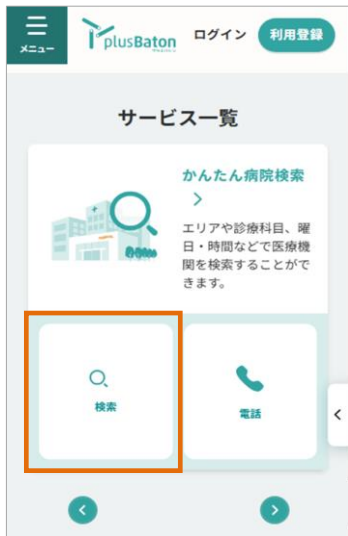 メニュー
plusBaton
ログイン
利用登録
サービス一覧
かんたん病院検索
エリアや診療科目、曜
日・時間などで医療機
関を検索することがで
きます。
検索
電話